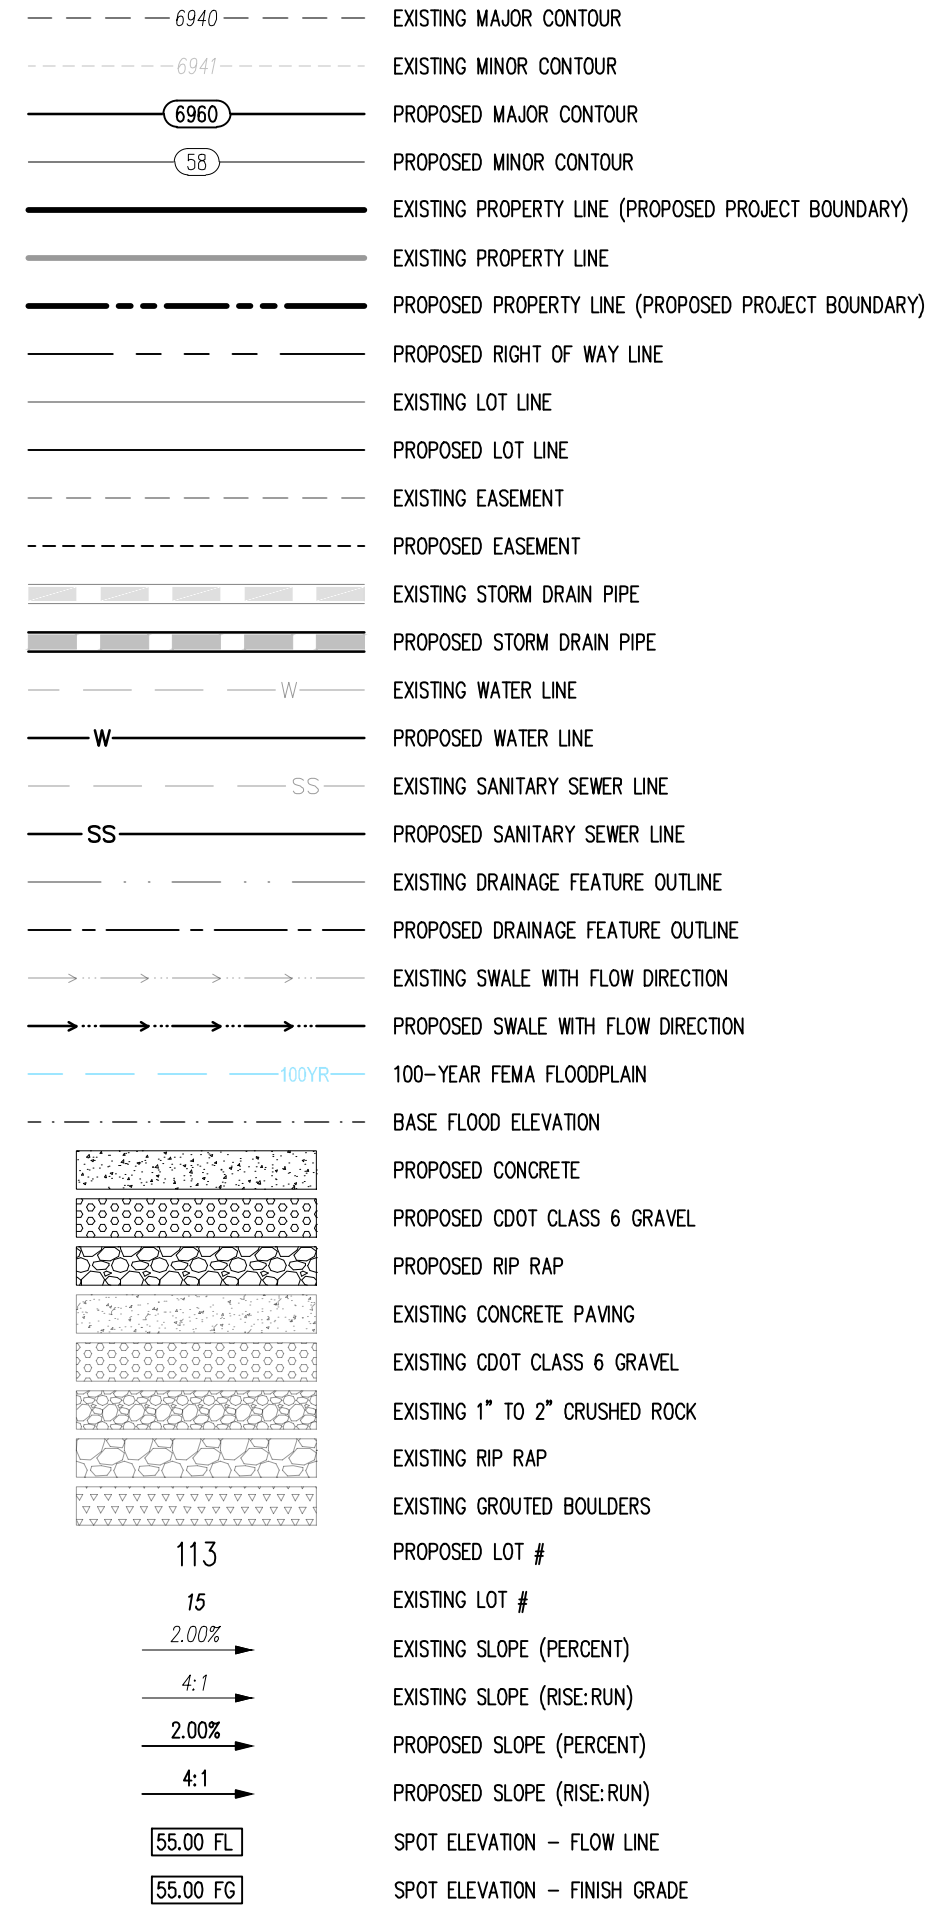 6940 EXISTING MAJOR CONTOUR
6941 EXISTING MINOR CONTOUR
6960 PROPOSED MAJOR CONTOUR
58 PROPOSED MINOR CONTOUR
EXISTING PROPERTY LINE (PROPOSED PROJECT BOUNDARY)
EXISTING PROPERTY LINE
PROPOSED PROPERTY LINE (PROPOSED PROJECT BOUNDARY)
PROPOSED RIGHT OF WAY LINE
EXISTING LOT LINE
PROPOSED LOT LINE
EXISTING EASEMENT
PROPOSED EASEMENT
EXISTING STORM DRAIN PIPE
PROPOSED STORM DRAIN PIPE
W EXISTING WATER LINE
W PROPOSED WATER LINE
SS EXISTING SANITARY SEWER LINE
SS PROPOSED SANITARY SEWER LINE
EXISTING DRAINAGE FEATURE OUTLINE
PROPOSED DRAINAGE FEATURE OUTLINE
EXISTING SWALE WITH FLOW DIRECTION
PROPOSED SWALE WITH FLOW DIRECTION
100YR 100-YEAR FEMA FLOODPLAIN
BASE FLOOD ELEVATION
PROPOSED CONCRETE
PROPOSED CDOT CLASS 6 GRAVEL
PROPOSED RIP RAP
EXISTING CONCRETE PAVING
EXISTING CDOT CLASS 6 GRAVEL
EXISTING 1" TO 2" CRUSHED ROCK
EXISTING RIP RAP
EXISTING GROUTED BOULDERS
113 PROPOSED LOT #
15 EXISTING LOT #
2.00% EXISTING SLOPE (PERCENT)
4:1 EXISTING SLOPE (RISE:RUN)
2.00% PROPOSED SLOPE (PERCENT)
4:1 PROPOSED SLOPE (RISE:RUN)
55.00 FL SPOT ELEVATION - FLOW LINE
55.00 FG SPOT ELEVATION - FINISH GRADE